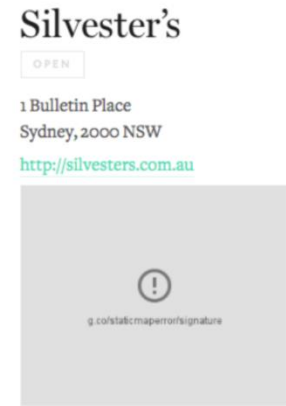 Silvester's
OPEN
1 Bulletin Place
Sydney, 2000 NSW
http://silvesters.com.au
g.co/staticmaperror/signature